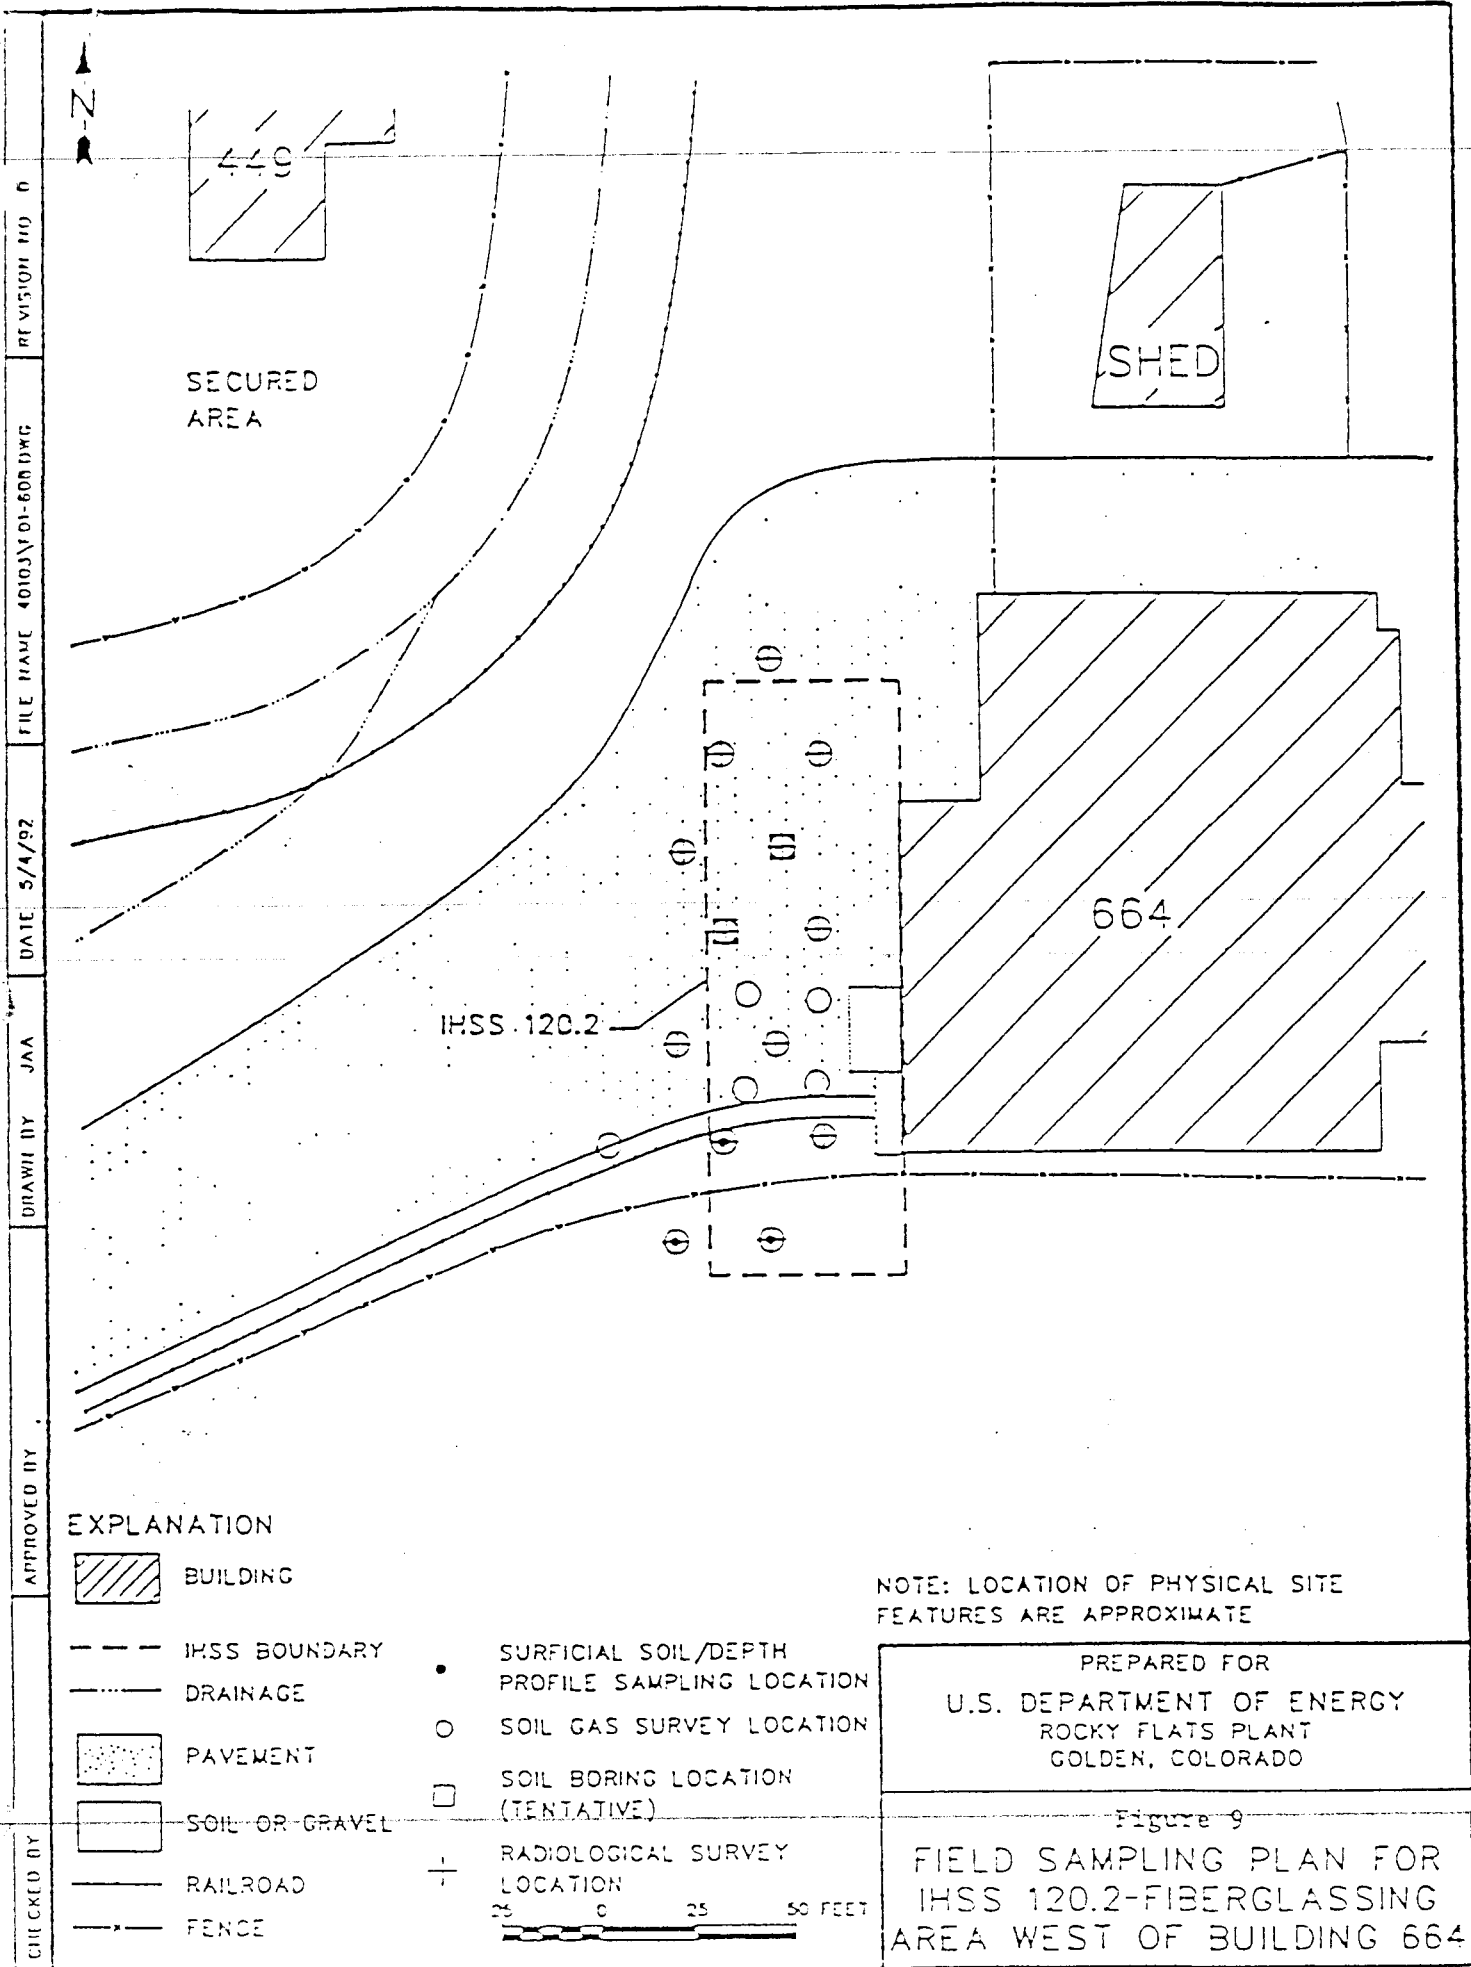 N
449
SHED
SECURED
AREA
664
IHSS 120.2
REVISION NO D
FILE NAME 40103\FD1-60B DWG
DATE 5/4/92
DRAWN BY JAA
APPROVED BY
CHECKED BY
EXPLANATION
BUILDING
IHSS BOUNDARY
DRAINAGE
PAVEMENT
SOIL OR GRAVEL
RAILROAD
FENCE
SURFICIAL SOIL/DEPTH
PROFILE SAMPLING LOCATION
SOIL GAS SURVEY LOCATION
SOIL BORING LOCATION
(TENTATIVE)
RADIOLOGICAL SURVEY
LOCATION
25 0 25 50 FEET
NOTE: LOCATION OF PHYSICAL SITE
FEATURES ARE APPROXIMATE
PREPARED FOR
U.S. DEPARTMENT OF ENERGY
ROCKY FLATS PLANT
GOLDEN, COLORADO
Figure 9
FIELD SAMPLING PLAN FOR
IHSS 120.2-FIBERGLASSING
AREA WEST OF BUILDING 664